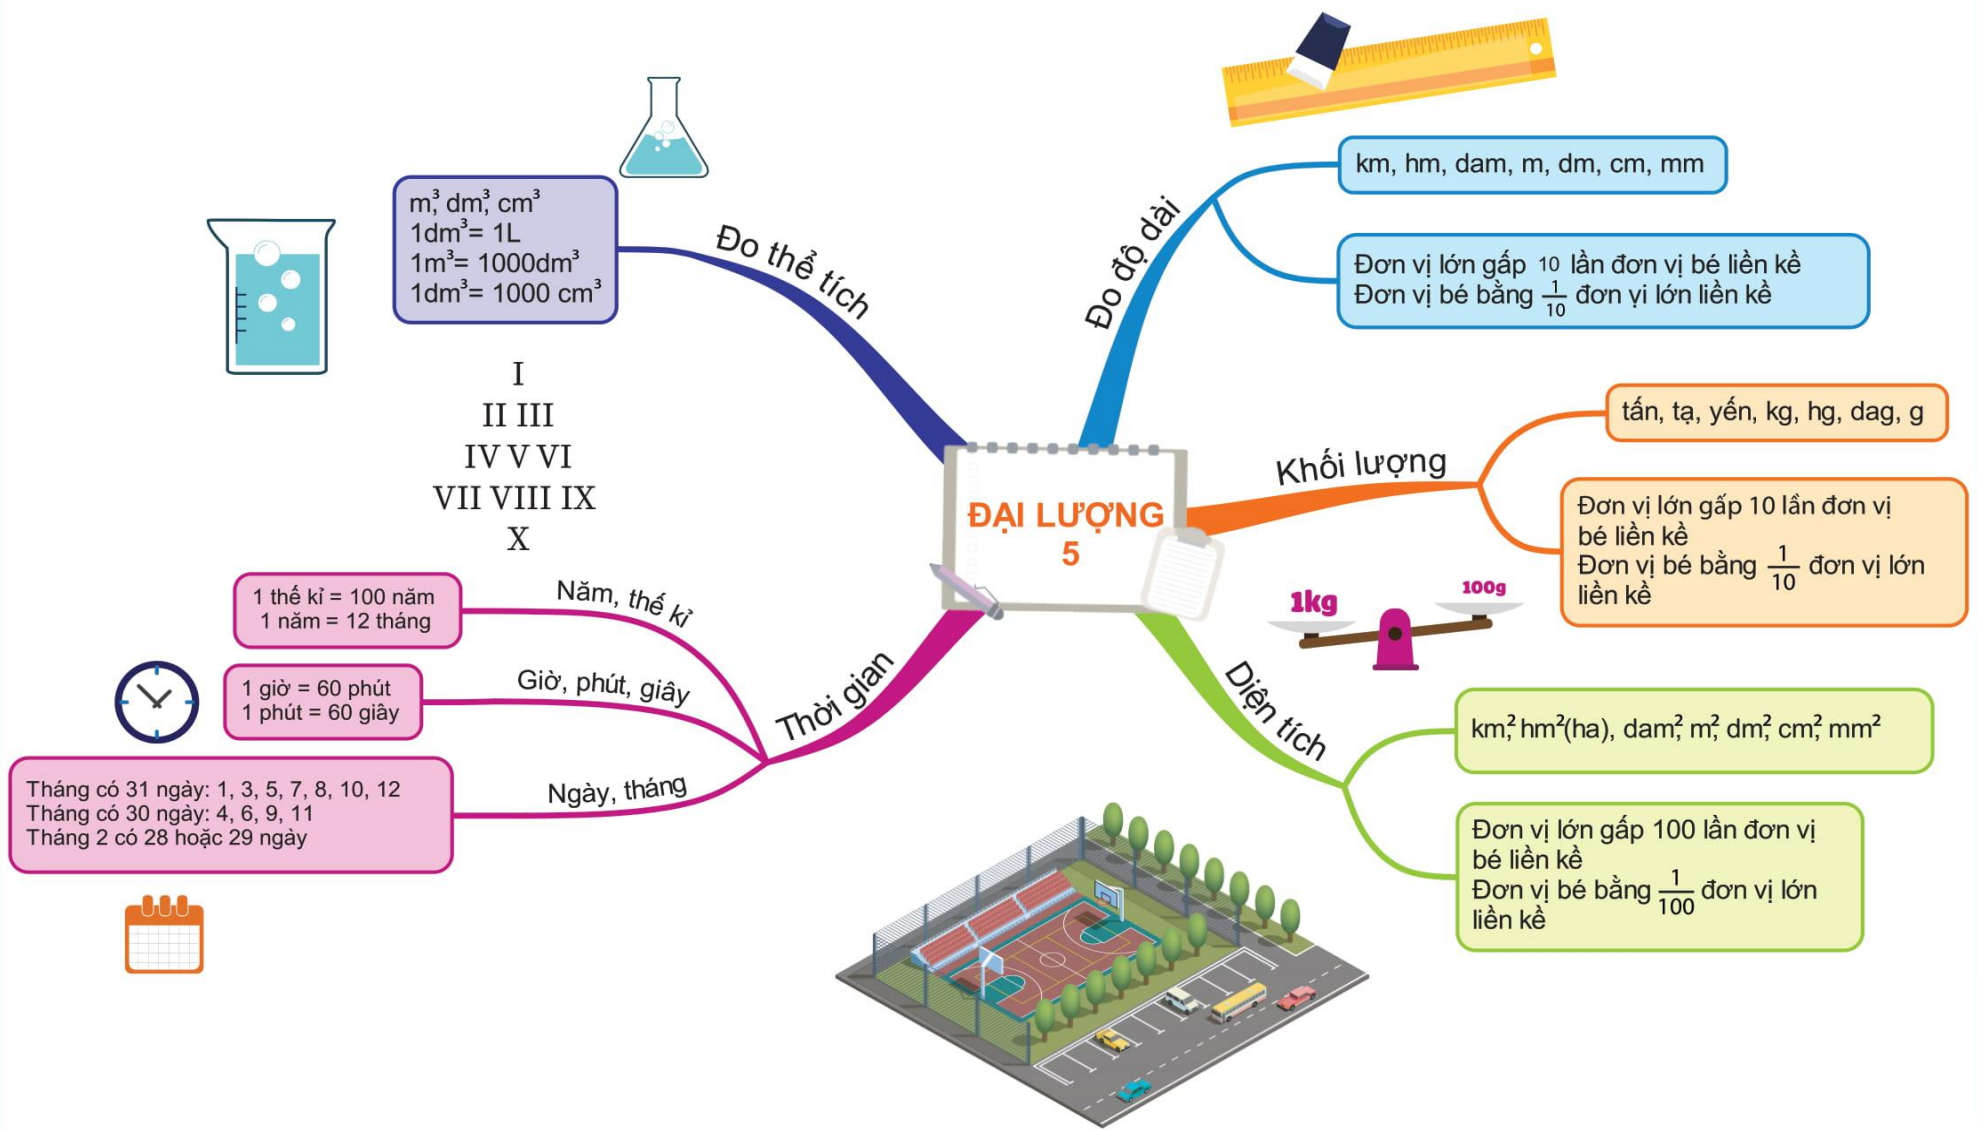 ĐẠI LƯỢNG
5
Đo độ dài
km, hm, dam, m, dm, cm, mm
Đơn vị lớn gấp 10 lần đơn vị bé liền kề
Đơn vị bé bằng 1/10 đơn vị lớn liền kề
Khối lượng
tấn, tạ, yến, kg, hg, dag, g
Đơn vị lớn gấp 10 lần đơn vị
bé liền kề
Đơn vị bé bằng 1/10 đơn vị lớn
liền kề
1kg
100g
Diện tích
km², hm²(ha), dam², m², dm², cm², mm²
Đơn vị lớn gấp 100 lần đơn vị
bé liền kề
Đơn vị bé bằng 1/100 đơn vị lớn
liền kề
Đo thể tích
m³, dm³, cm³
1dm³= 1L
1m³= 1000dm³
1dm³= 1000 cm³
I
II III
IV V VI
VII VIII IX
X
Thời gian
Năm, thế kỉ
1 thế kỉ = 100 năm
1 năm = 12 tháng
Giờ, phút, giây
1 giờ = 60 phút
1 phút = 60 giây
Ngày, tháng
Tháng có 31 ngày: 1, 3, 5, 7, 8, 10, 12
Tháng có 30 ngày: 4, 6, 9, 11
Tháng 2 có 28 hoặc 29 ngày